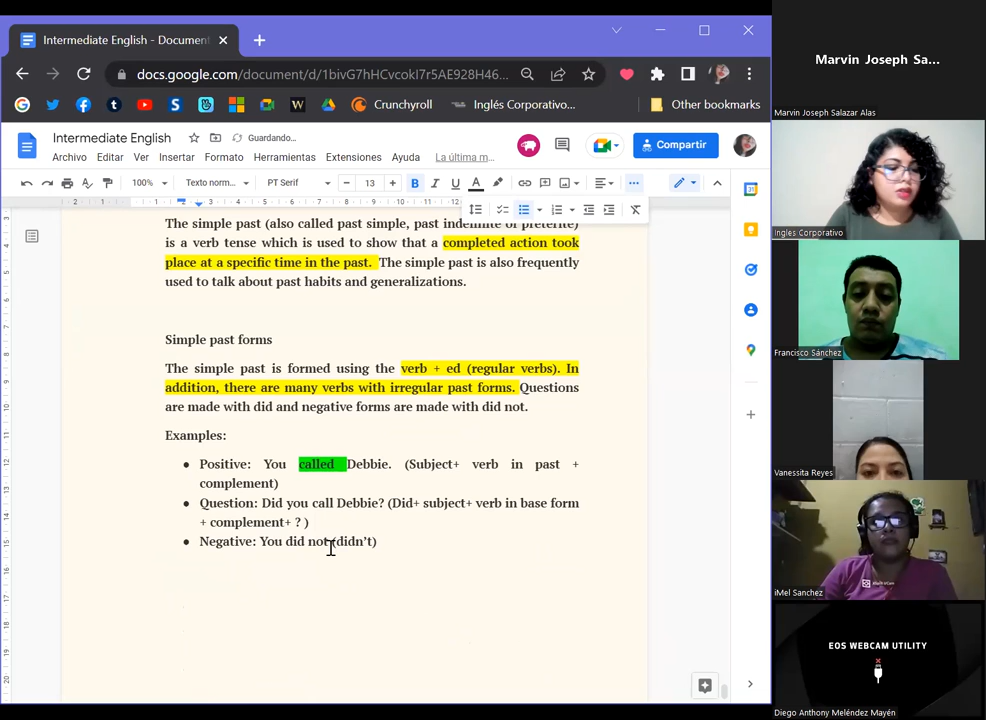 Intermediate English - Document
docs.google.com/document/d/1bivG7hHCvcokI7r5AE928H46...
Crunchyroll
Inglés Corporativo...
Other bookmarks
Intermediate English
Guardando...
Archivo Editar Ver Insertar Formato Herramientas Extensiones Ayuda La última m...
Compartir
100% Texto norm... PT Serif 13
The simple past (also called past simple, past indefinite or preterite)
is a verb tense which is used to show that a completed action took
place at a specific time in the past. The simple past is also frequently
used to talk about past habits and generalizations.
Simple past forms
The simple past is formed using the verb + ed (regular verbs). In
addition, there are many verbs with irregular past forms. Questions
are made with did and negative forms are made with did not.
Examples:
● Positive: You called Debbie. (Subject+ verb in past +
complement)
● Question: Did you call Debbie? (Did+ subject+ verb in base form
+ complement+ ? )
● Negative: You did not (didn't)
Marvin Joseph Sa...
Marvin Joseph Salazar Alas
Ingles Corporativo
Francisco Sánchez
Vanessita Reyes
iMel Sanchez
EOS WEBCAM UTILITY
Diego Anthony Meléndez Mayén